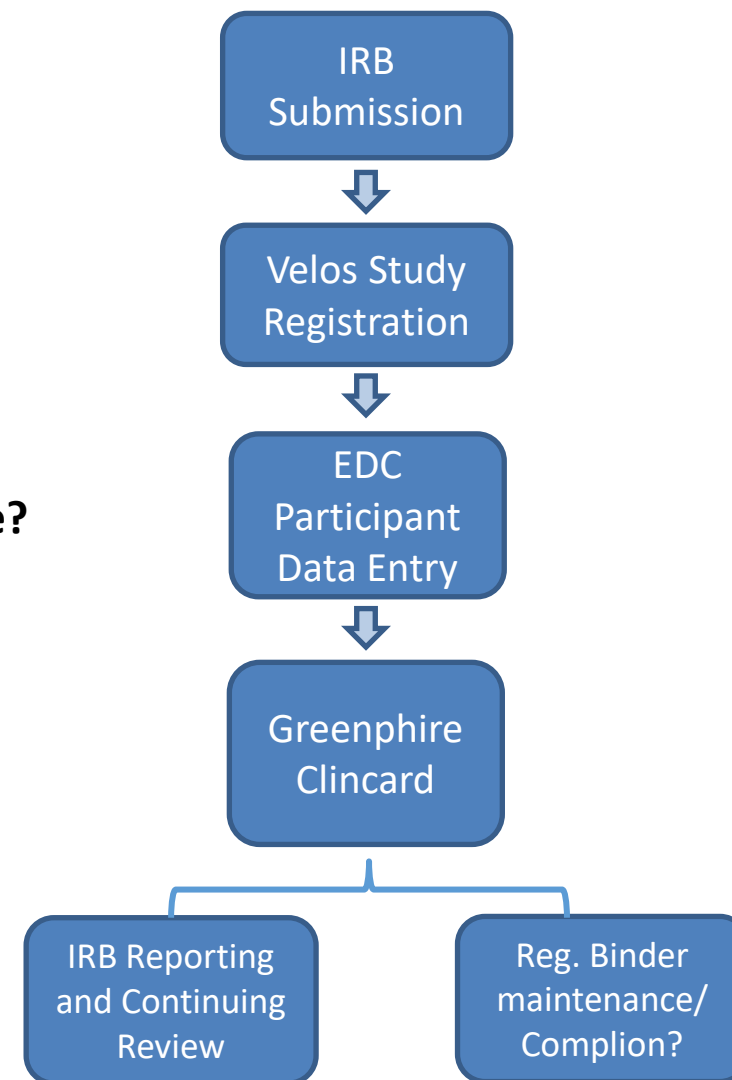 IRB
Submission
Velos Study
Registration
e?
EDC
Participant
Data Entry
Greenphire
Clincard
IRB Reporting
and Continuing
Review
Reg. Binder
maintenance/
Complion?